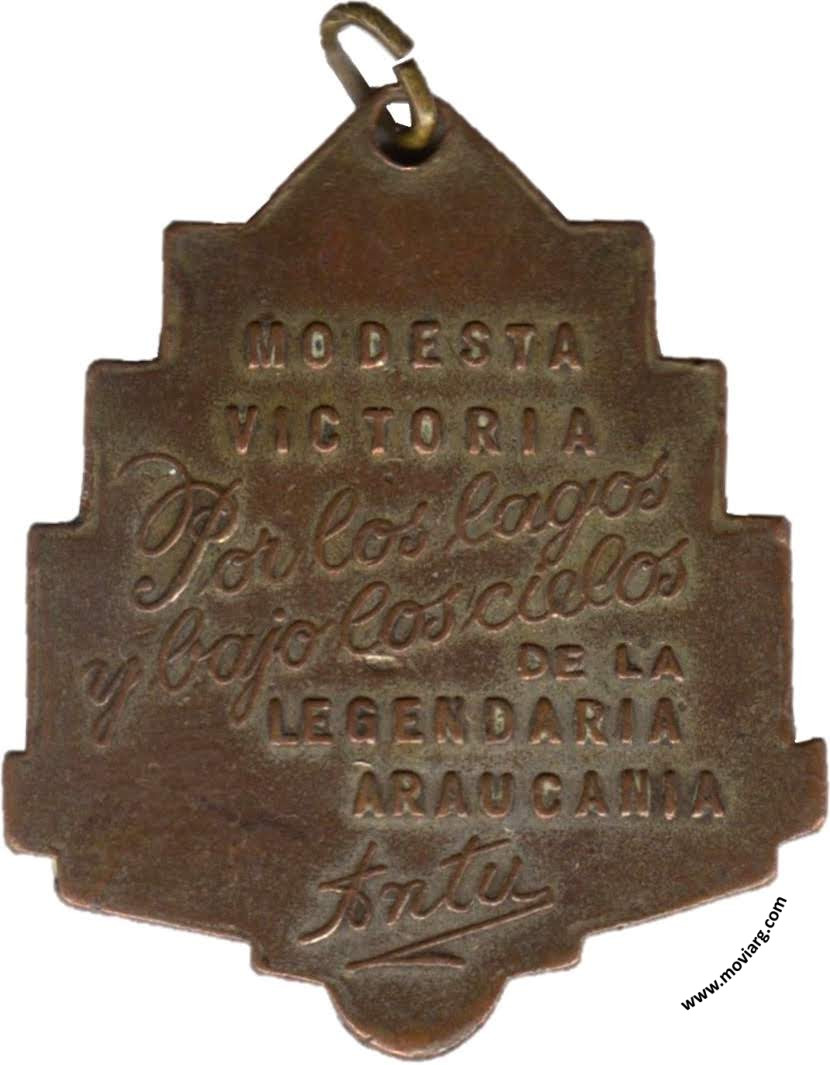 MODESTA
VICTORIA
Por los lagos
y bajo los cielos
DE LA
LEGENDARIA
ARAUCANIA
Antu
www.moviarg.com